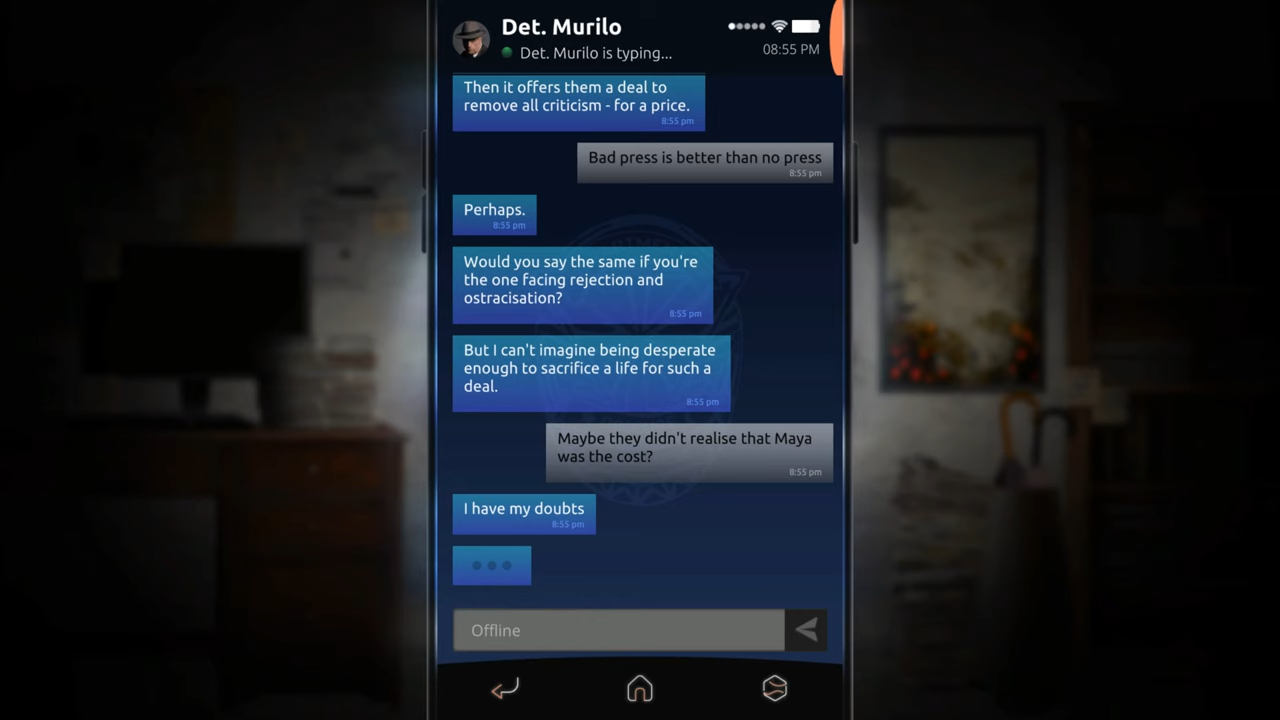 Det. Murilo
Det. Murilo is typing...
08:55 PM
Then it offers them a deal to
remove all criticism - for a price.
8:55 pm
Bad press is better than no press
8:55 pm
Perhaps.
8:55 pm
Would you say the same if you're
the one facing rejection and
ostracisation?
8:55 pm
But I can't imagine being desperate
enough to sacrifice a life for such a
deal.
8:55 pm
Maybe they didn't realise that Maya
was the cost?
8:55 pm
I have my doubts
8:55 pm
Offline